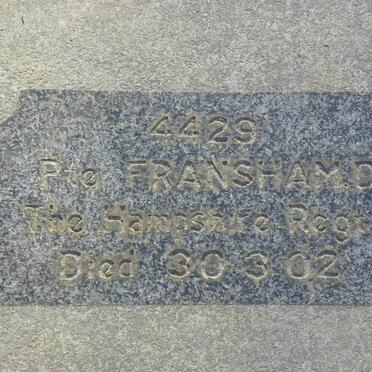 4429
Pte FRANSHAM.D
The Hampshire Regt
Died 30 3 02